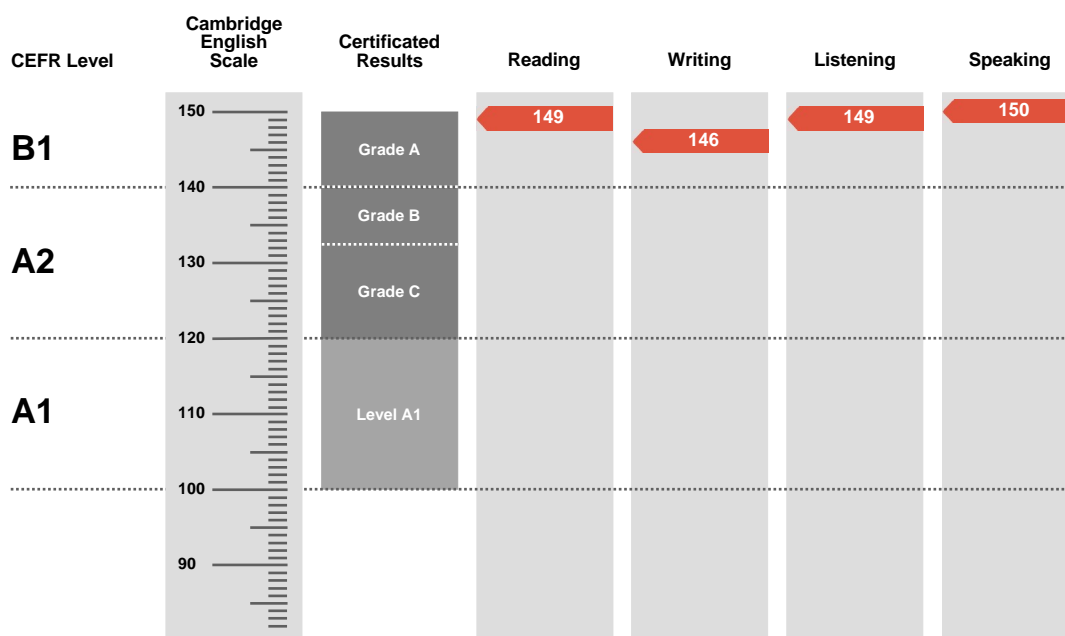 CEFR Level
Cambridge
English
Scale
Certificated
Results
Reading
Writing
Listening
Speaking
150
149
149
150
B1
Grade A
146
140
Grade B
A2
130
Grade C
120
A1
110
Level A1
100
90